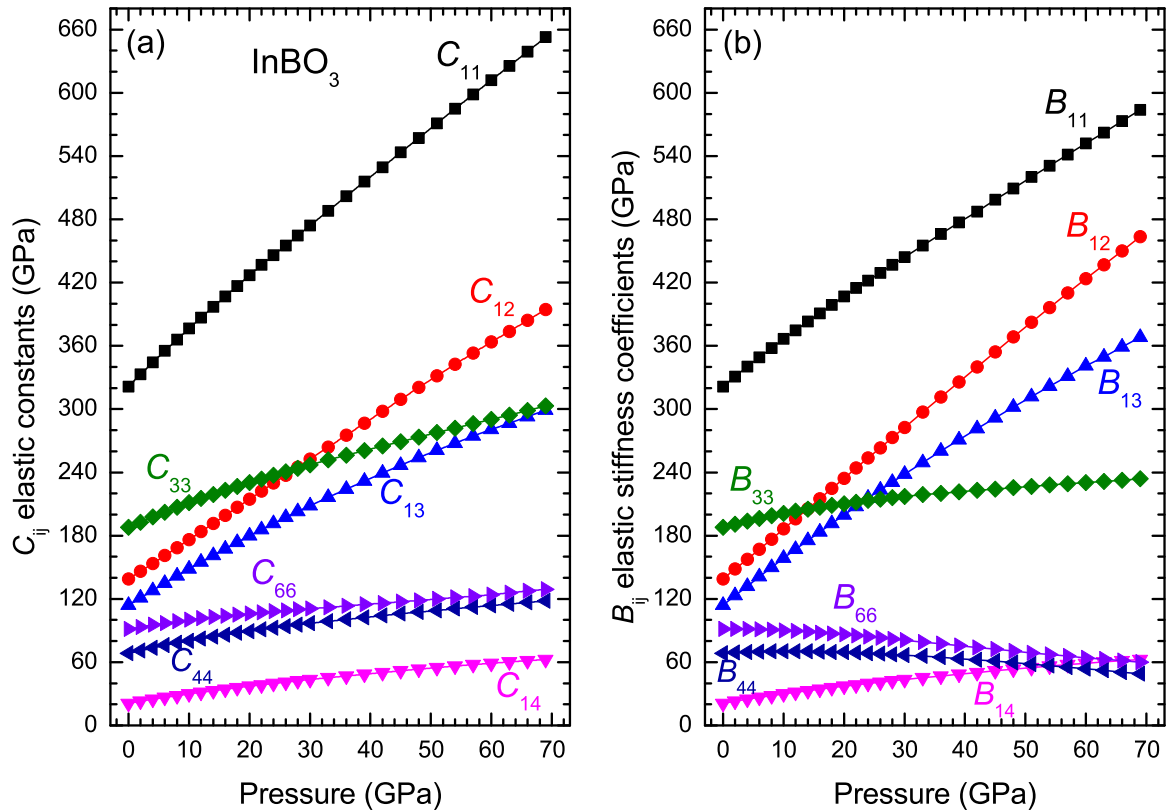 (a)
InBO3
C11
C12
C33
C13
C66
C44
C14
660
600
540
480
420
360
300
240
180
120
60
0
0 10 20 30 40 50 60 70
Pressure (GPa)
Cij elastic constants (GPa)
(b)
B11
B12
B13
B33
B66
B44
B14
660
600
540
480
420
360
300
240
180
120
60
0
0 10 20 30 40 50 60 70
Pressure (GPa)
Bij elastic stiffness coefficients (GPa)